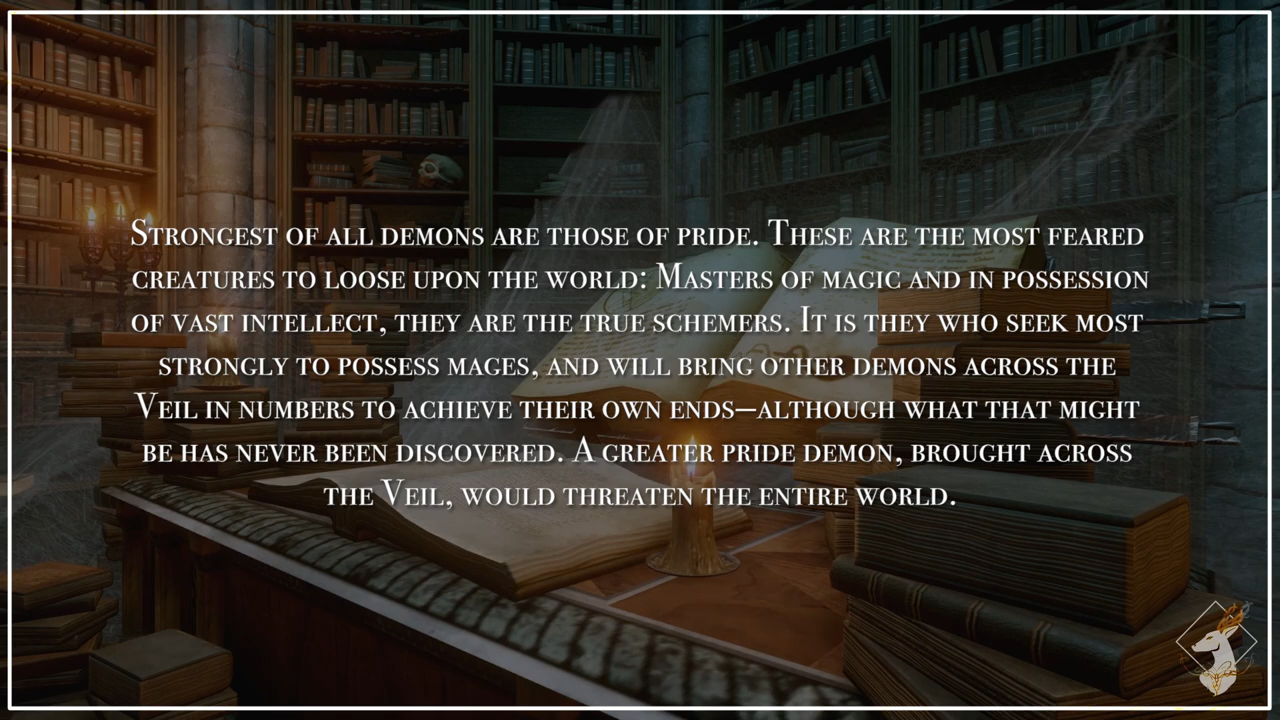 Strongest of all demons are those of pride. These are the most feared
creatures to loose upon the world: Masters of magic and in possession
of vast intellect, they are the true schemers. It is they who seek most
strongly to possess mages, and will bring other demons across the
Veil in numbers to achieve their own ends—although what that might
be has never been discovered. A greater pride demon, brought across
the Veil, would threaten the entire world.